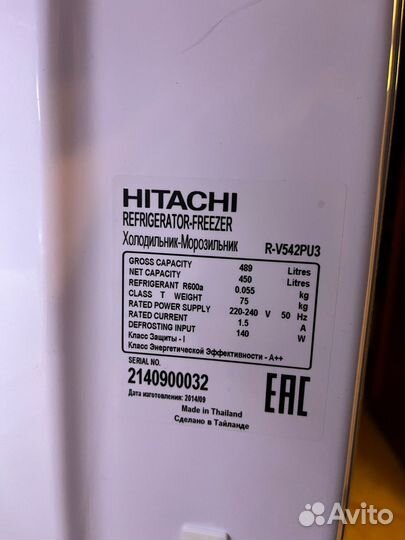 HITACHI
REFRIGERATOR-FREEZER
Холодильник-Морозильник R-V542PU3
GROSS CAPACITY 489 Litres
NET CAPACITY 450 Litres
REFRIGERANT R600a 0.055 kg
CLASS T WEIGHT 75 kg
RATED POWER SUPPLY 220-240 V 50 Hz
RATED CURRENT 1.5 A
DEFROSTING INPUT 140 W
Класс Защиты - I
Класс Энергетической Эффективности - A++
SERIAL NO.
2140900032
Дата изготовления: 2014/09
EAC
Made in Thailand
Сделано в Тайланде
Avito